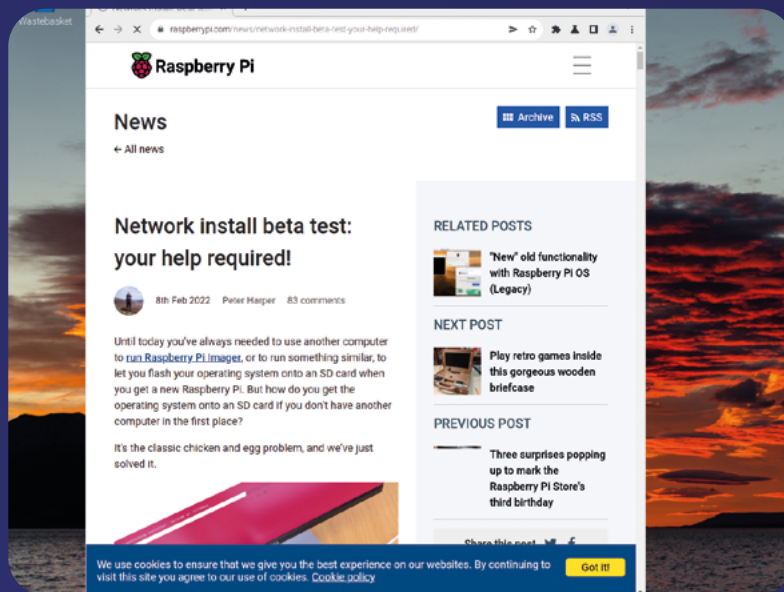 Wastebasket
raspberrypi.com/news/network-install-beta-test-your-help-required/
Raspberry Pi
News
Archive
RSS
← All news
Network install beta test:
your help required!
8th Feb 2022 Peter Harper 83 comments
Until today you've always needed to use another computer
to run Raspberry Pi Imager, or to run something similar, to
let you flash your operating system onto an SD card when
you get a new Raspberry Pi. But how do you get the
operating system onto an SD card if you don't have another
computer in the first place?
It's the classic chicken and egg problem, and we've just
solved it.
RELATED POSTS
"New" old functionality
with Raspberry Pi OS
(Legacy)
NEXT POST
Play retro games inside
this gorgeous wooden
briefcase
PREVIOUS POST
Three surprises popping
up to mark the
Raspberry Pi Store's
third birthday
Share this post
We use cookies to ensure that we give you the best experience on our websites. By continuing to
visit this site you agree to our use of cookies. Cookie policy
Got it!